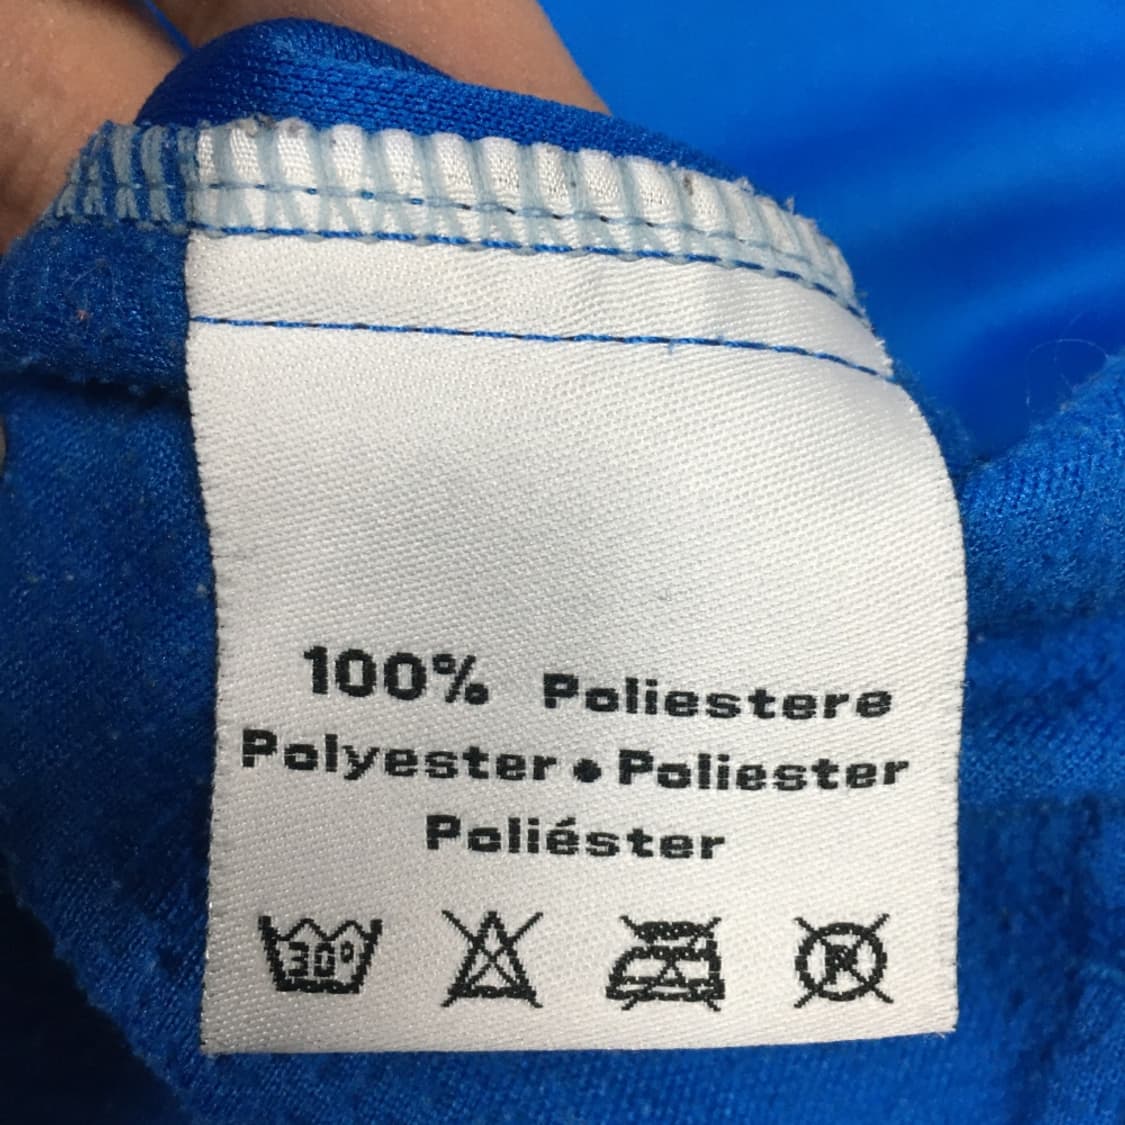 100% Poliestere
Polyester • Poliester
Poliéster
30°